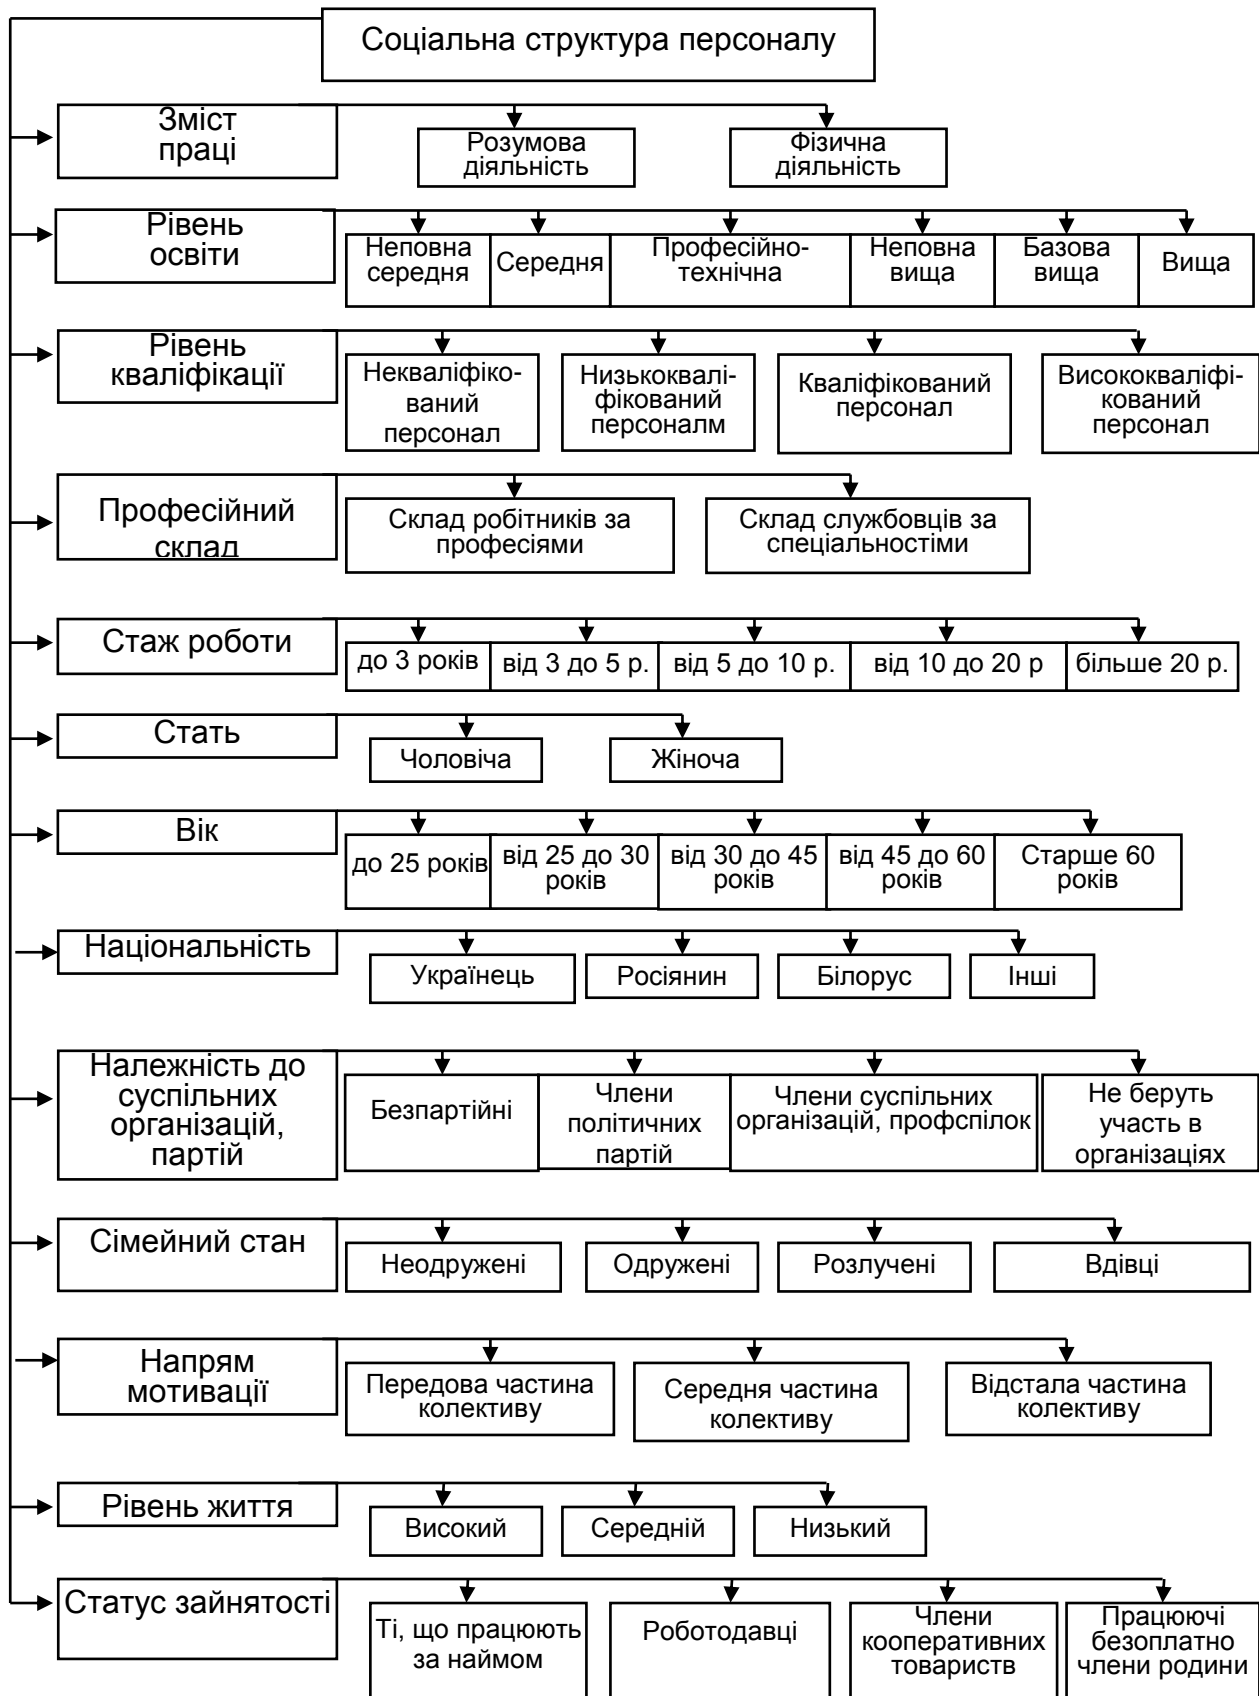 Соціальна структура персоналу
Зміст
праці
Розумова
діяльність
Фізична
діяльність
Рівень
освіти
Неповна
середня
Середня
Професійно-
технічна
Неповна
вища
Базова
вища
Вища
Рівень
кваліфікації
Некваліфіко-
ваний
персонал
Низькоквалі-
фікований
персоналм
Кваліфікований
персонал
Висококваліфі-
кований
персонал
Професійний
склад
Склад робітників за
професіями
Склад службовців за
спеціальностіми
Стаж роботи
до 3 років
від 3 до 5 р.
від 5 до 10 р.
від 10 до 20 р
більше 20 р.
Стать
Чоловіча
Жіноча
Вік
до 25 років
від 25 до 30
років
від 30 до 45
років
від 45 до 60
років
Старше 60
років
Національність
Українець
Росіянин
Білорус
Інші
Належність до
суспільних
організацій,
партій
Безпартійні
Члени
політичних
партій
Члени суспільних
організацій, профспілок
Не беруть
участь в
організаціях
Сімейний стан
Неодружені
Одружені
Розлучені
Вдівці
Напрям
мотивації
Передова частина
колективу
Середня частина
колективу
Відстала частина
колективу
Рівень життя
Високий
Середній
Низький
Статус зайнятості
Ті, що працюють
за наймом
Роботодавці
Члени
кооперативних
товариств
Працюючі
безоплатно
члени родини